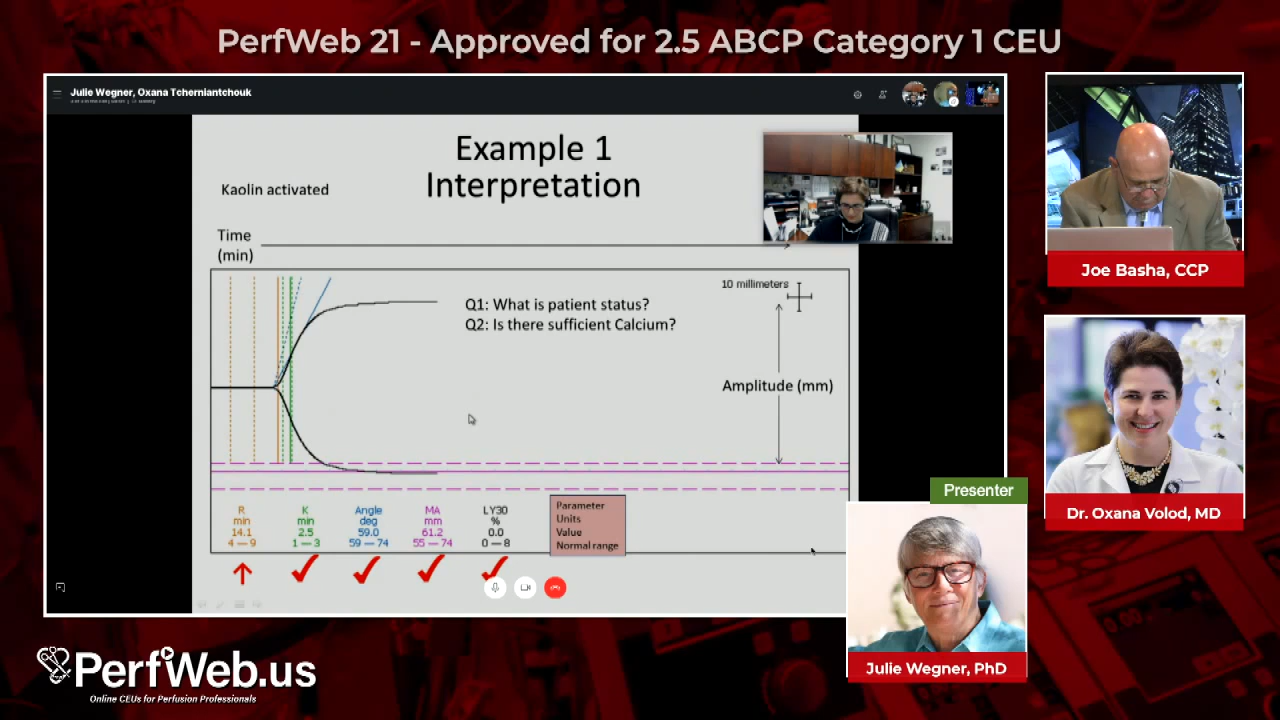 PerfWeb 21 - Approved for 2.5 ABCP Category 1 CEU
Julie Wegner, Oxana Tcherniantchouk
Example 1
Interpretation
Kaolin activated
Time
(min)
10 millimeters
Q1: What is patient status?
Q2: Is there sufficient Calcium?
Amplitude (mm)
R K Angle MA LY30
min min deg mm %
14.1 2.5 59.0 61.2 0.0
4 — 9 1 — 3 59 — 74 55 — 74 0 — 8
Parameter
Units
Value
Normal range
Joe Basha, CCP
Dr. Oxana Volod, MD
Presenter
Julie Wegner, PhD
PerfWeb.us
Online CEUs for Perfusion Professionals